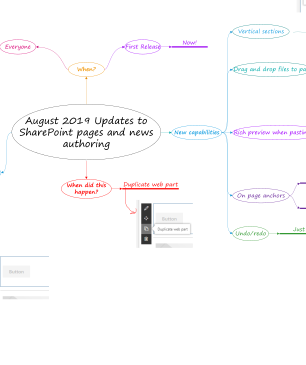 Everyone
First Release
Now!
When?
Vertical sections
Drag and drop files to pa
August 2019 Updates to
SharePoint pages and news
authoring
New capabilities
Rich preview when pastin
When did this
happen?
Duplicate web part
On page anchors
Button
Duplicate web part
Undo/redo
Just
Button